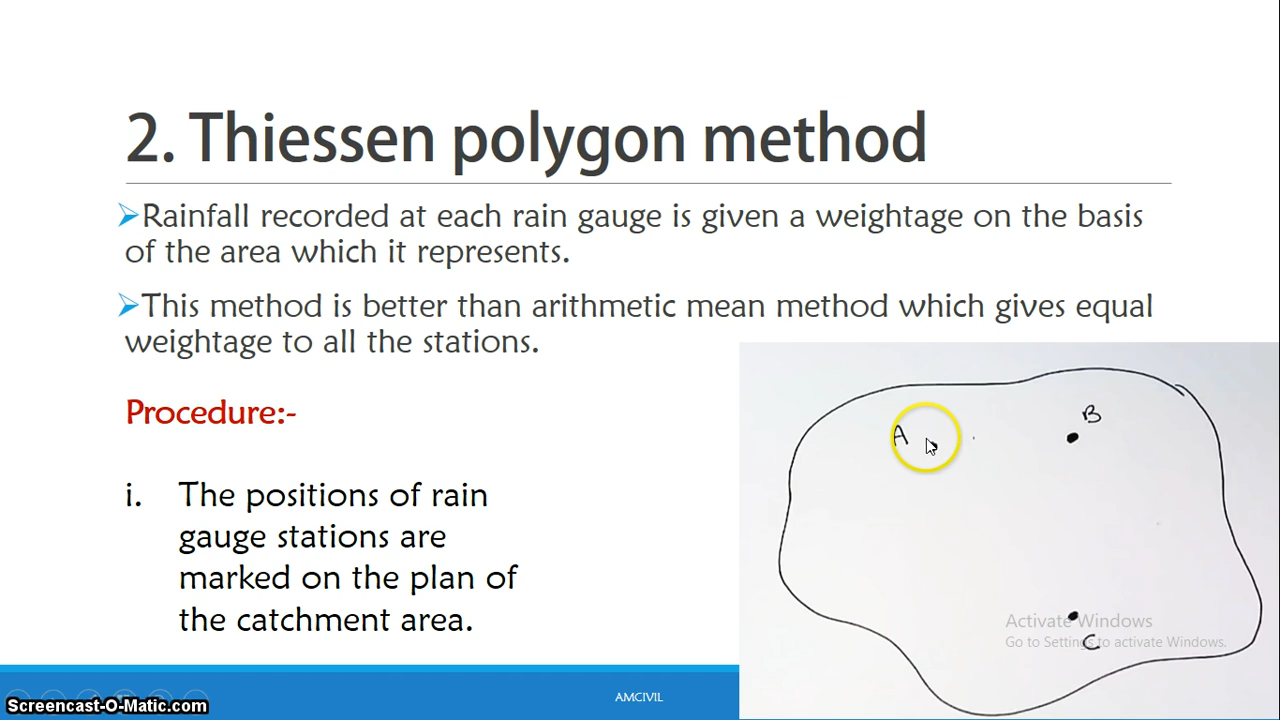 2. Thiessen polygon method
➢Rainfall recorded at each rain gauge is given a weightage on the basis
of the area which it represents.
➢This method is better than arithmetic mean method which gives equal
weightage to all the stations.
Procedure:-
i. The positions of rain
gauge stations are
marked on the plan of
the catchment area.
A
B
C
Activate Windows
Go to Settings to activate Windows.
AMCIVIL
Screencast-O-Matic.com